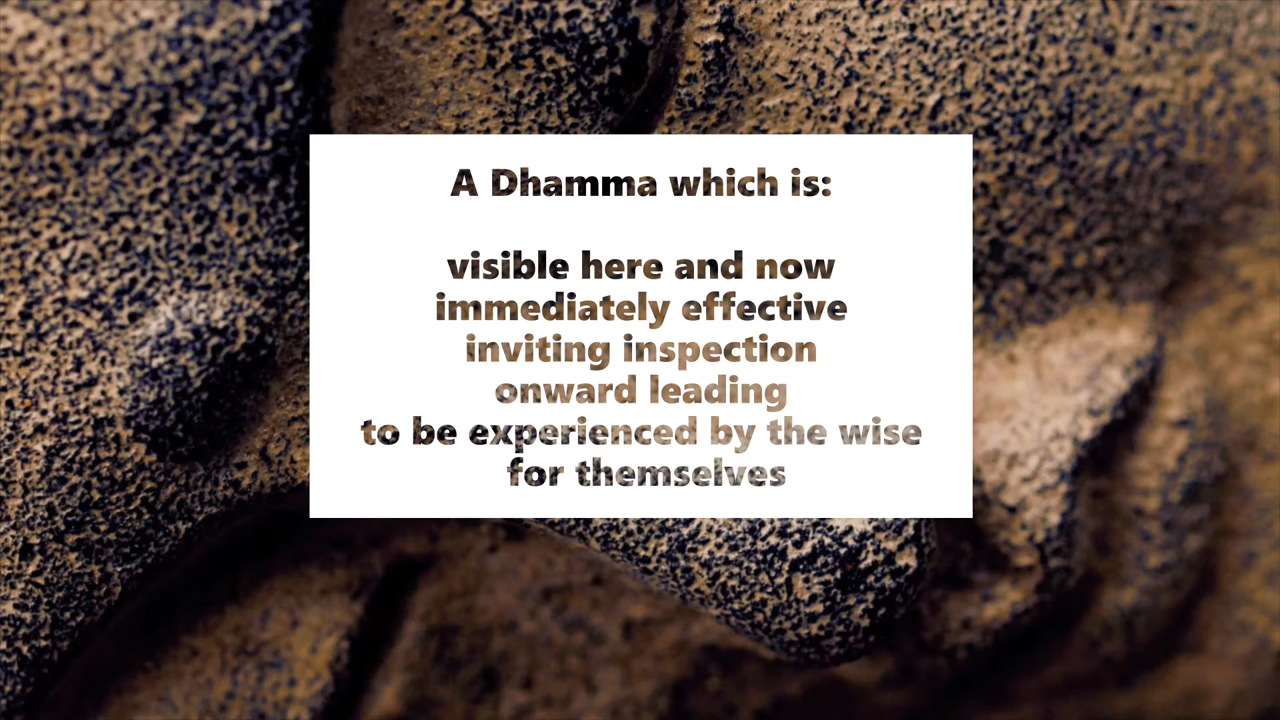 A Dhamma which is:
visible here and now
immediately effective
inviting inspection
onward leading
to be experienced by the wise
for themselves